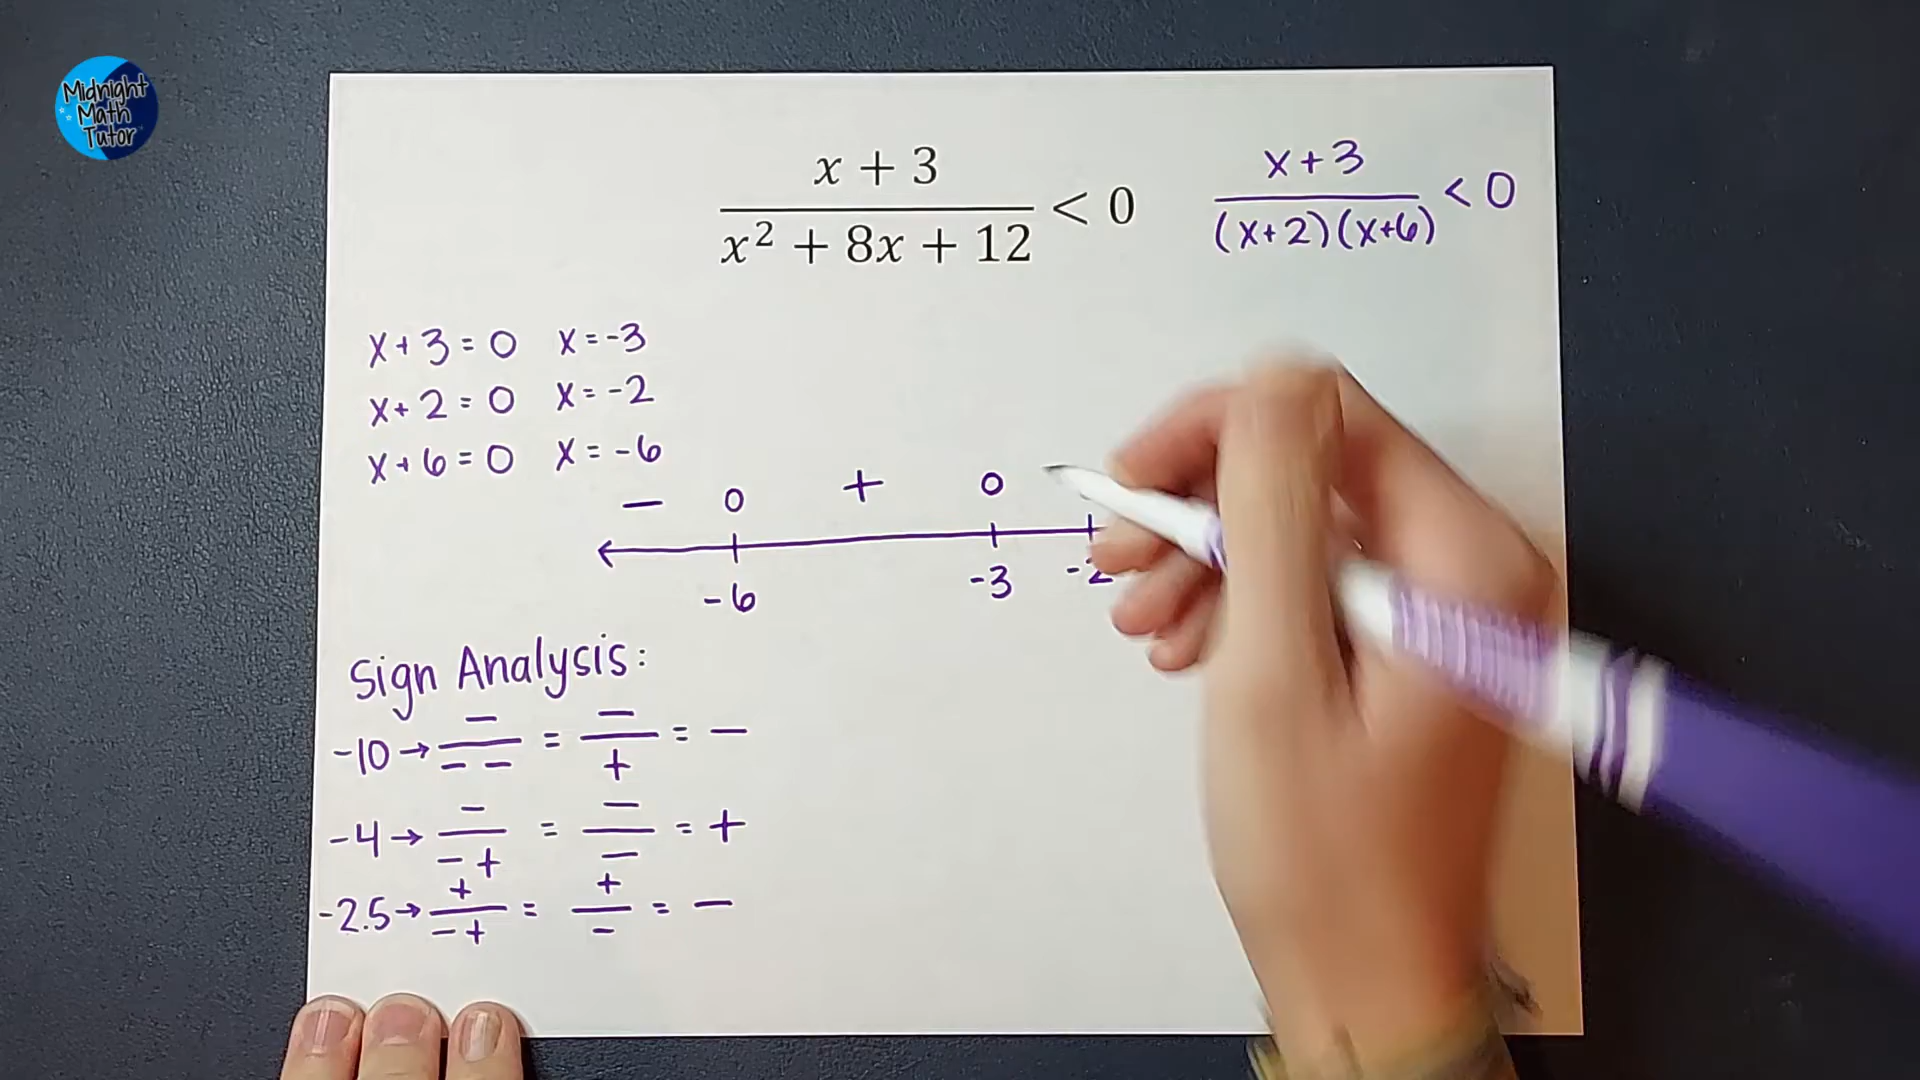 Midnight
Math
Tutor
x + 3
x² + 8x + 12
< 0
x+3
(x+2)(x+6)
< 0
x+3=0 x=-3
x+2=0 x=-2
x+6=0 x=-6
− 0 + 0
-6 -3 -2
Sign Analysis:
-10→ −/− − = −/+ = −
-4→ −/− + = −/− = +
-2.5→ +/− + = +/− = −